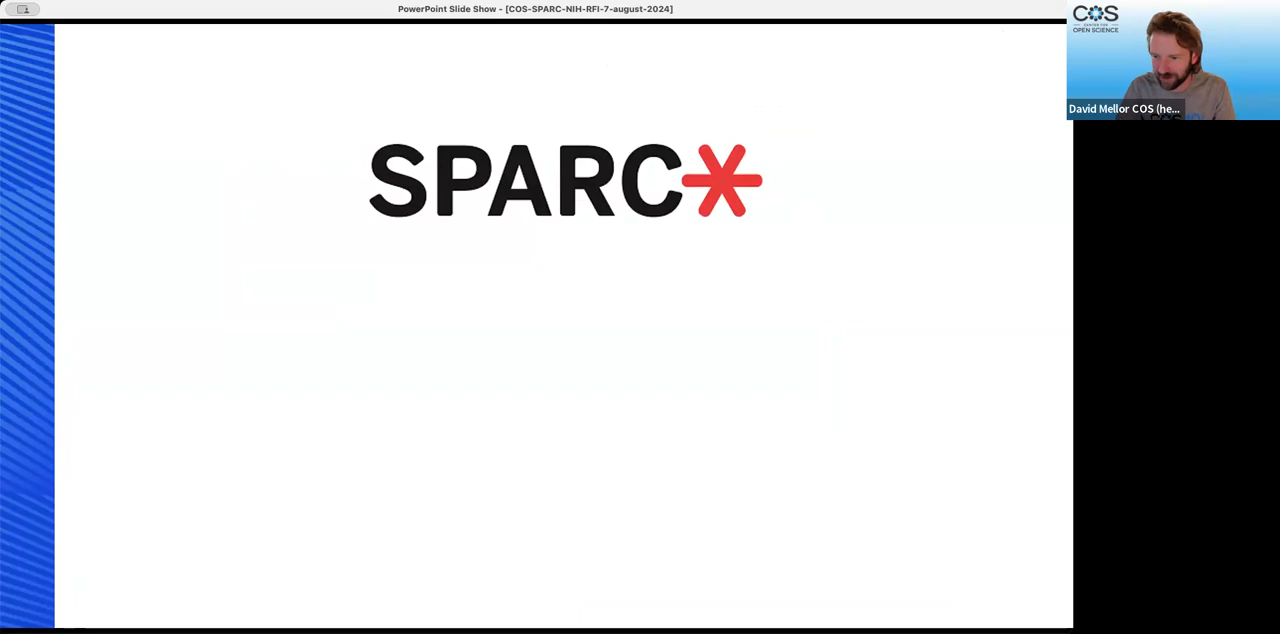 PowerPoint Slide Show - [COS-SPARC-NIH-RFI-7-august-2024]
COS
CENTER FOR
OPEN SCIENCE
David Mellor COS (he...
SPARC*